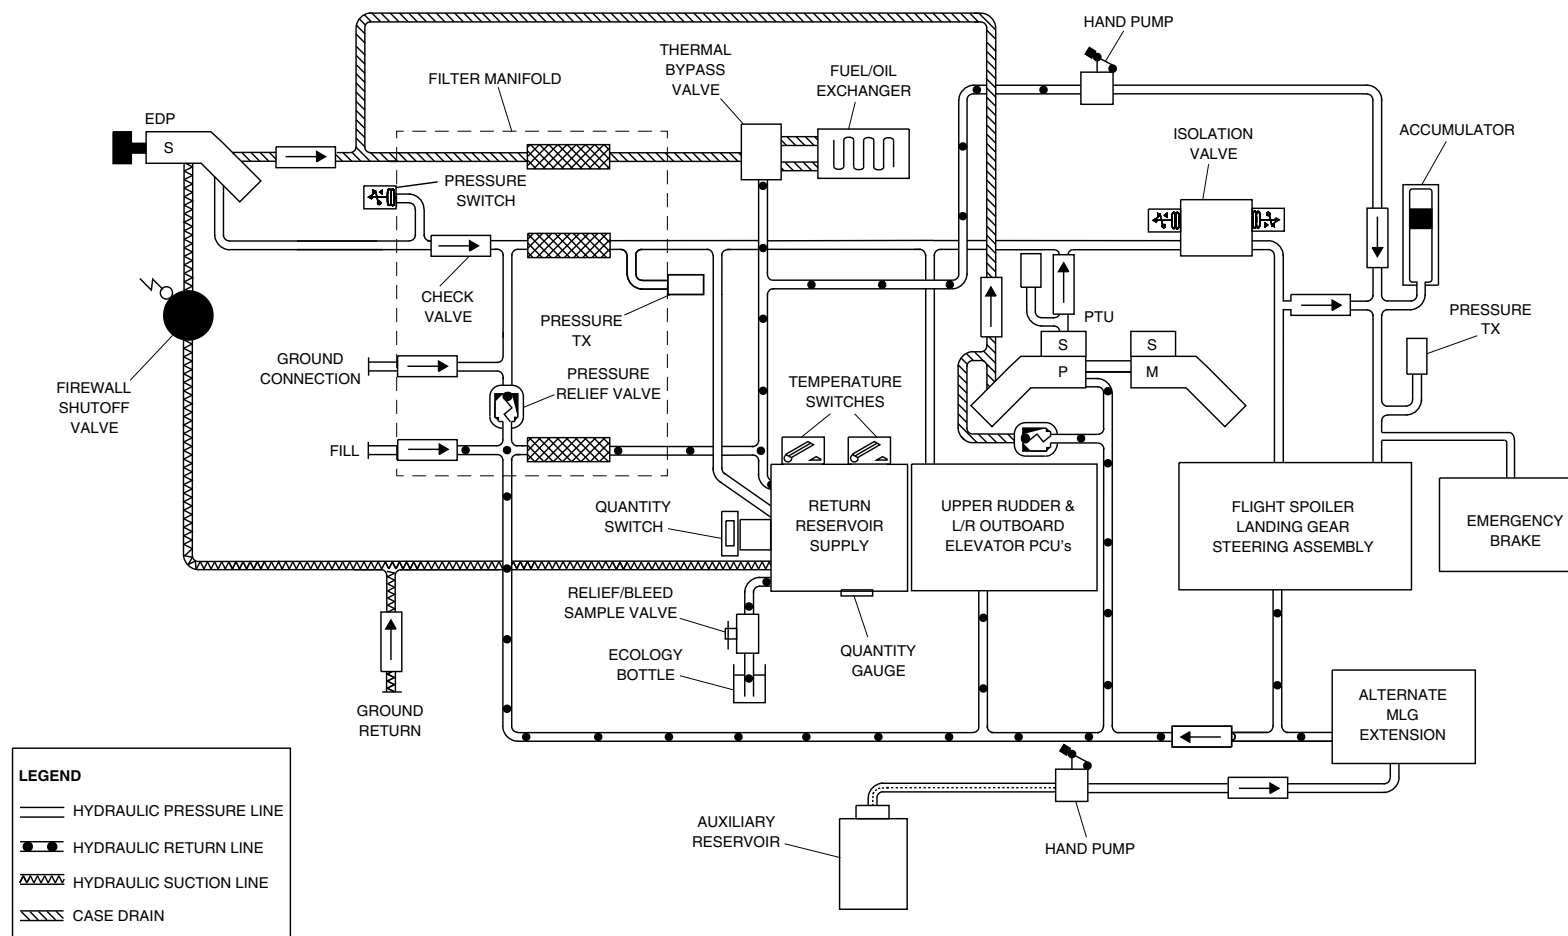 HAND PUMP
THERMAL
BYPASS
VALVE
FUEL/OIL
EXCHANGER
FILTER MANIFOLD
EDP
S
ISOLATION
VALVE
ACCUMULATOR
PRESSURE
SWITCH
CHECK
VALVE
PRESSURE
TX
PTU
PRESSURE
TX
S
S
P
M
GROUND
CONNECTION
FIREWALL
SHUTOFF
VALVE
PRESSURE
RELIEF VALVE
TEMPERATURE
SWITCHES
FILL
QUANTITY
SWITCH
RETURN
RESERVOIR
SUPPLY
UPPER RUDDER &
L/R OUTBOARD
ELEVATOR PCU's
FLIGHT SPOILER
LANDING GEAR
STEERING ASSEMBLY
EMERGENCY
BRAKE
RELIEF/BLEED
SAMPLE VALVE
ECOLOGY
BOTTLE
QUANTITY
GAUGE
GROUND
RETURN
ALTERNATE
MLG
EXTENSION
AUXILIARY
RESERVOIR
HAND PUMP
LEGEND
HYDRAULIC PRESSURE LINE
HYDRAULIC RETURN LINE
HYDRAULIC SUCTION LINE
CASE DRAIN